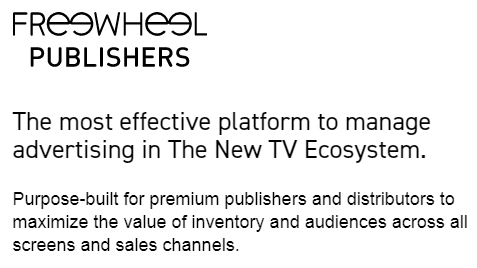 FREEWHEEL
PUBLISHERS
The most effective platform to manage
advertising in The New TV Ecosystem.
Purpose-built for premium publishers and distributors to
maximize the value of inventory and audiences across all
screens and sales channels.